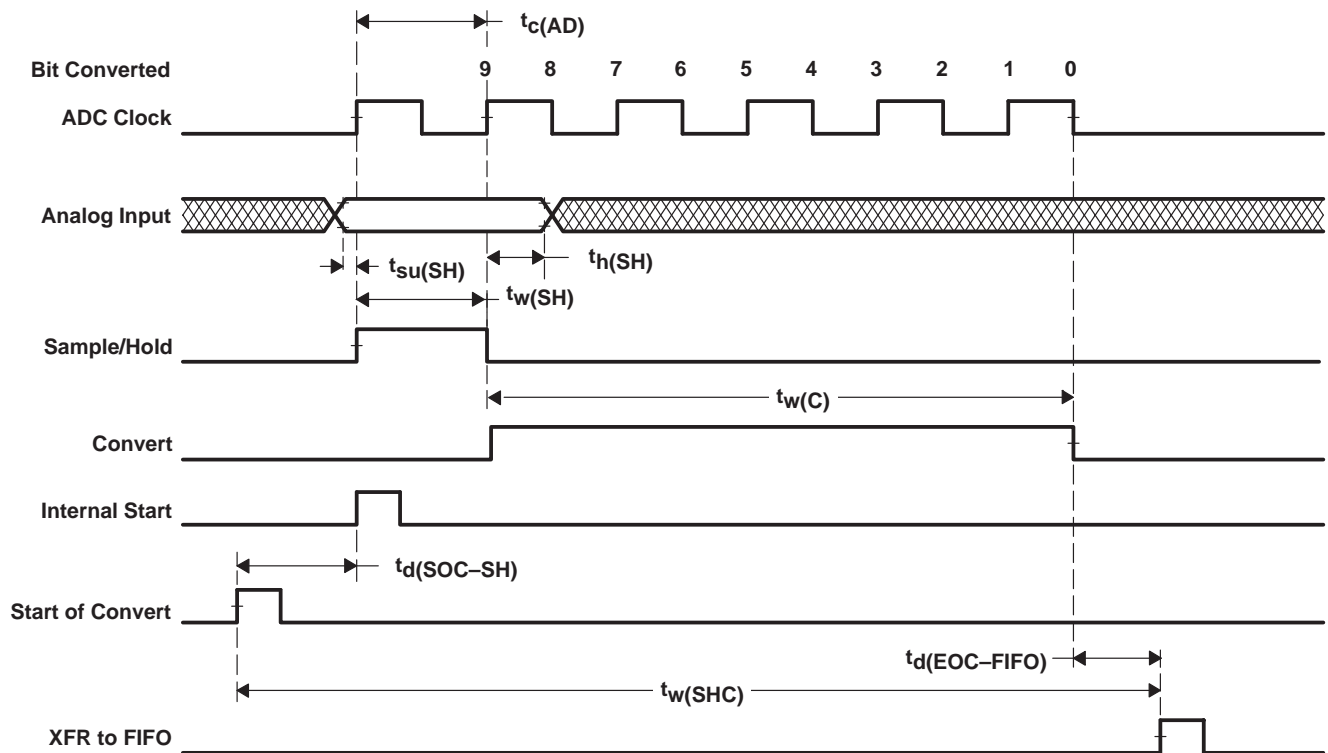 tc(AD)
Bit Converted 9 8 7 6 5 4 3 2 1 0
ADC Clock
Analog Input
tsu(SH) th(SH)
tw(SH)
Sample/Hold
tw(C)
Convert
Internal Start
td(SOC–SH)
Start of Convert
td(EOC–FIFO)
tw(SHC)
XFR to FIFO